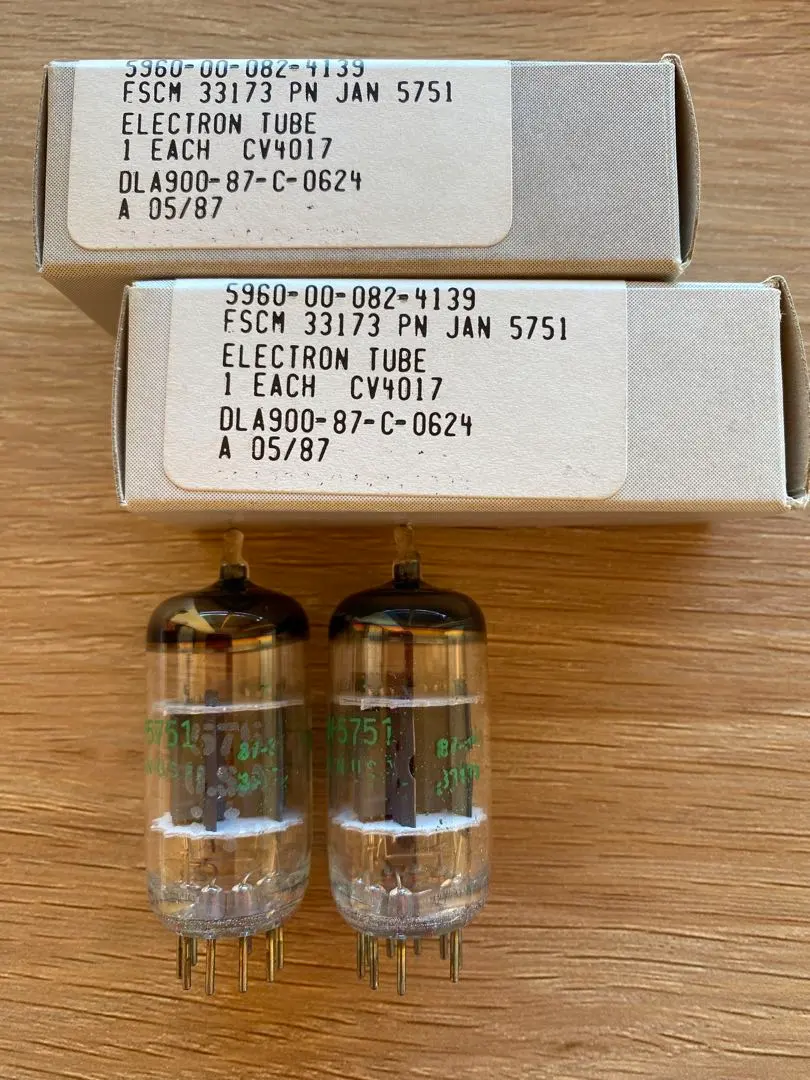 5960-00-082-4139
FSCM 33173 PN JAN 5751
ELECTRON TUBE
1 EACH CV4017
DLA900-87-C-0624
A 05/87
5960-00-082-4139
FSCM 33173 PN JAN 5751
ELECTRON TUBE
1 EACH CV4017
DLA900-87-C-0624
A 05/87
5751
U.S.A
5751
U.S.A